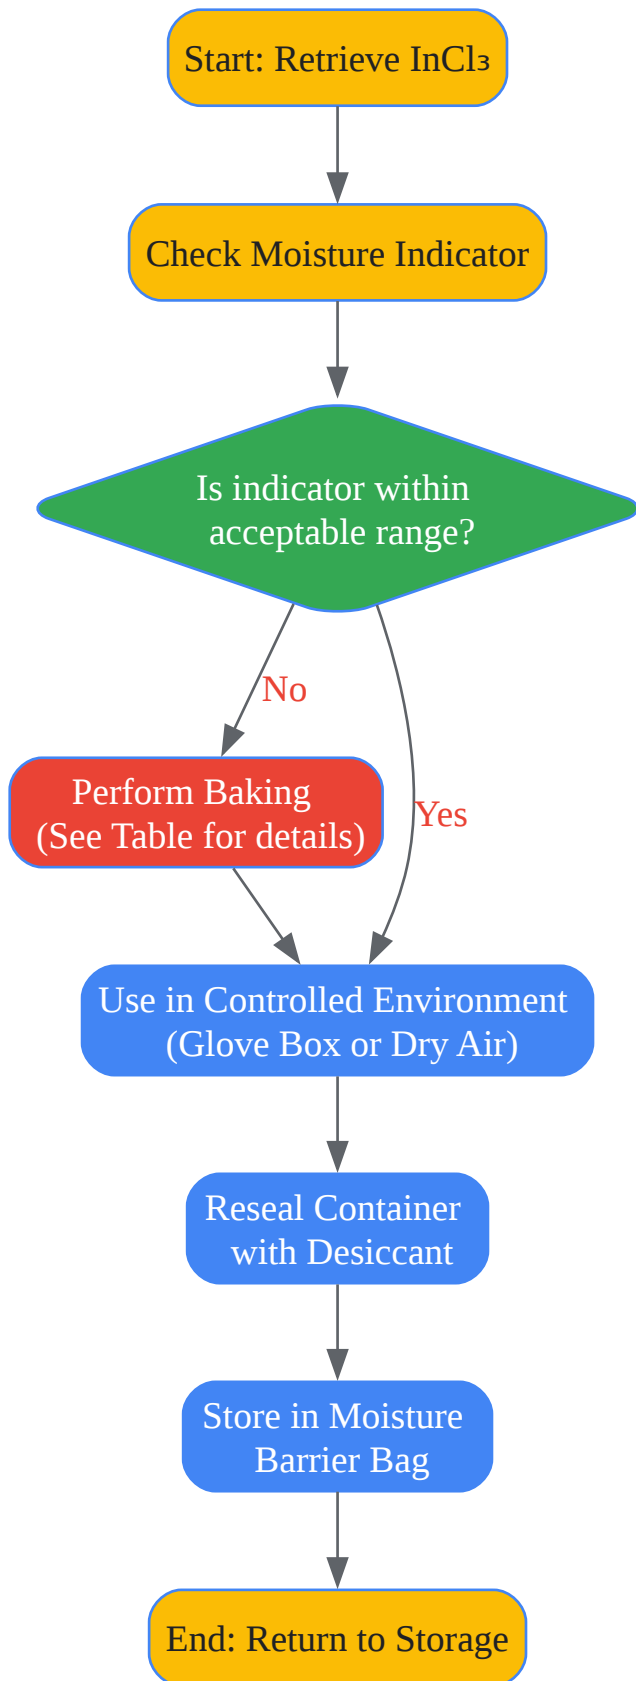 Start: Retrieve InCl₃
Check Moisture Indicator
Is indicator within
acceptable range?
No
Perform Baking
(See Table for details)
Yes
Use in Controlled Environment
(Glove Box or Dry Air)
Reseal Container
with Desiccant
Store in Moisture
Barrier Bag
End: Return to Storage